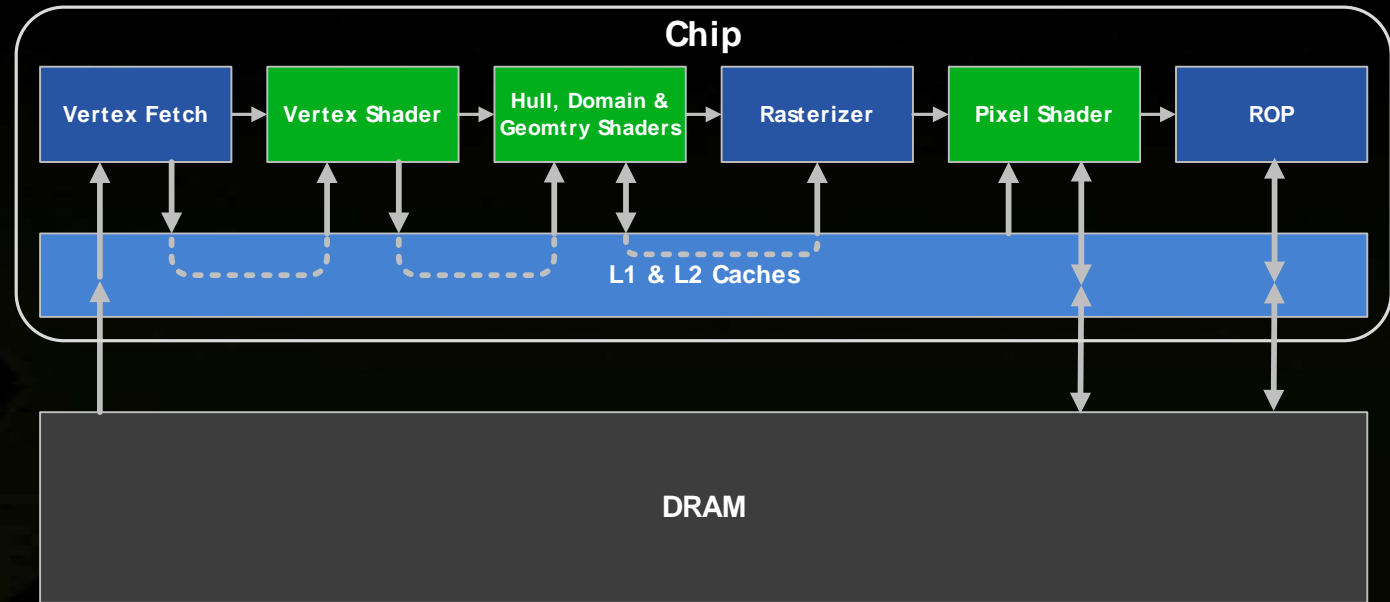 Chip
Vertex Fetch
Vertex Shader
Hull, Domain &
Geomtry Shaders
Rasterizer
Pixel Shader
ROP
L1 & L2 Caches
DRAM